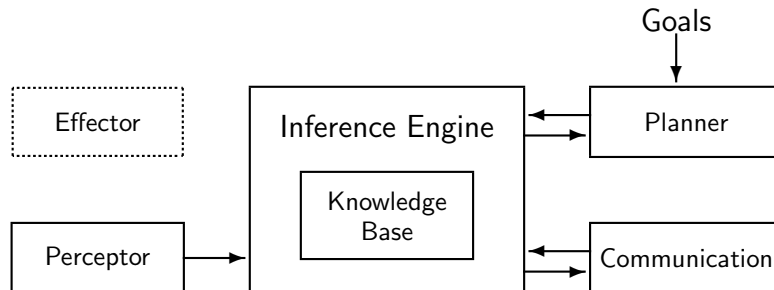 Goals
Effector
Inference Engine
Planner
Knowledge
Base
Perceptor
Communication